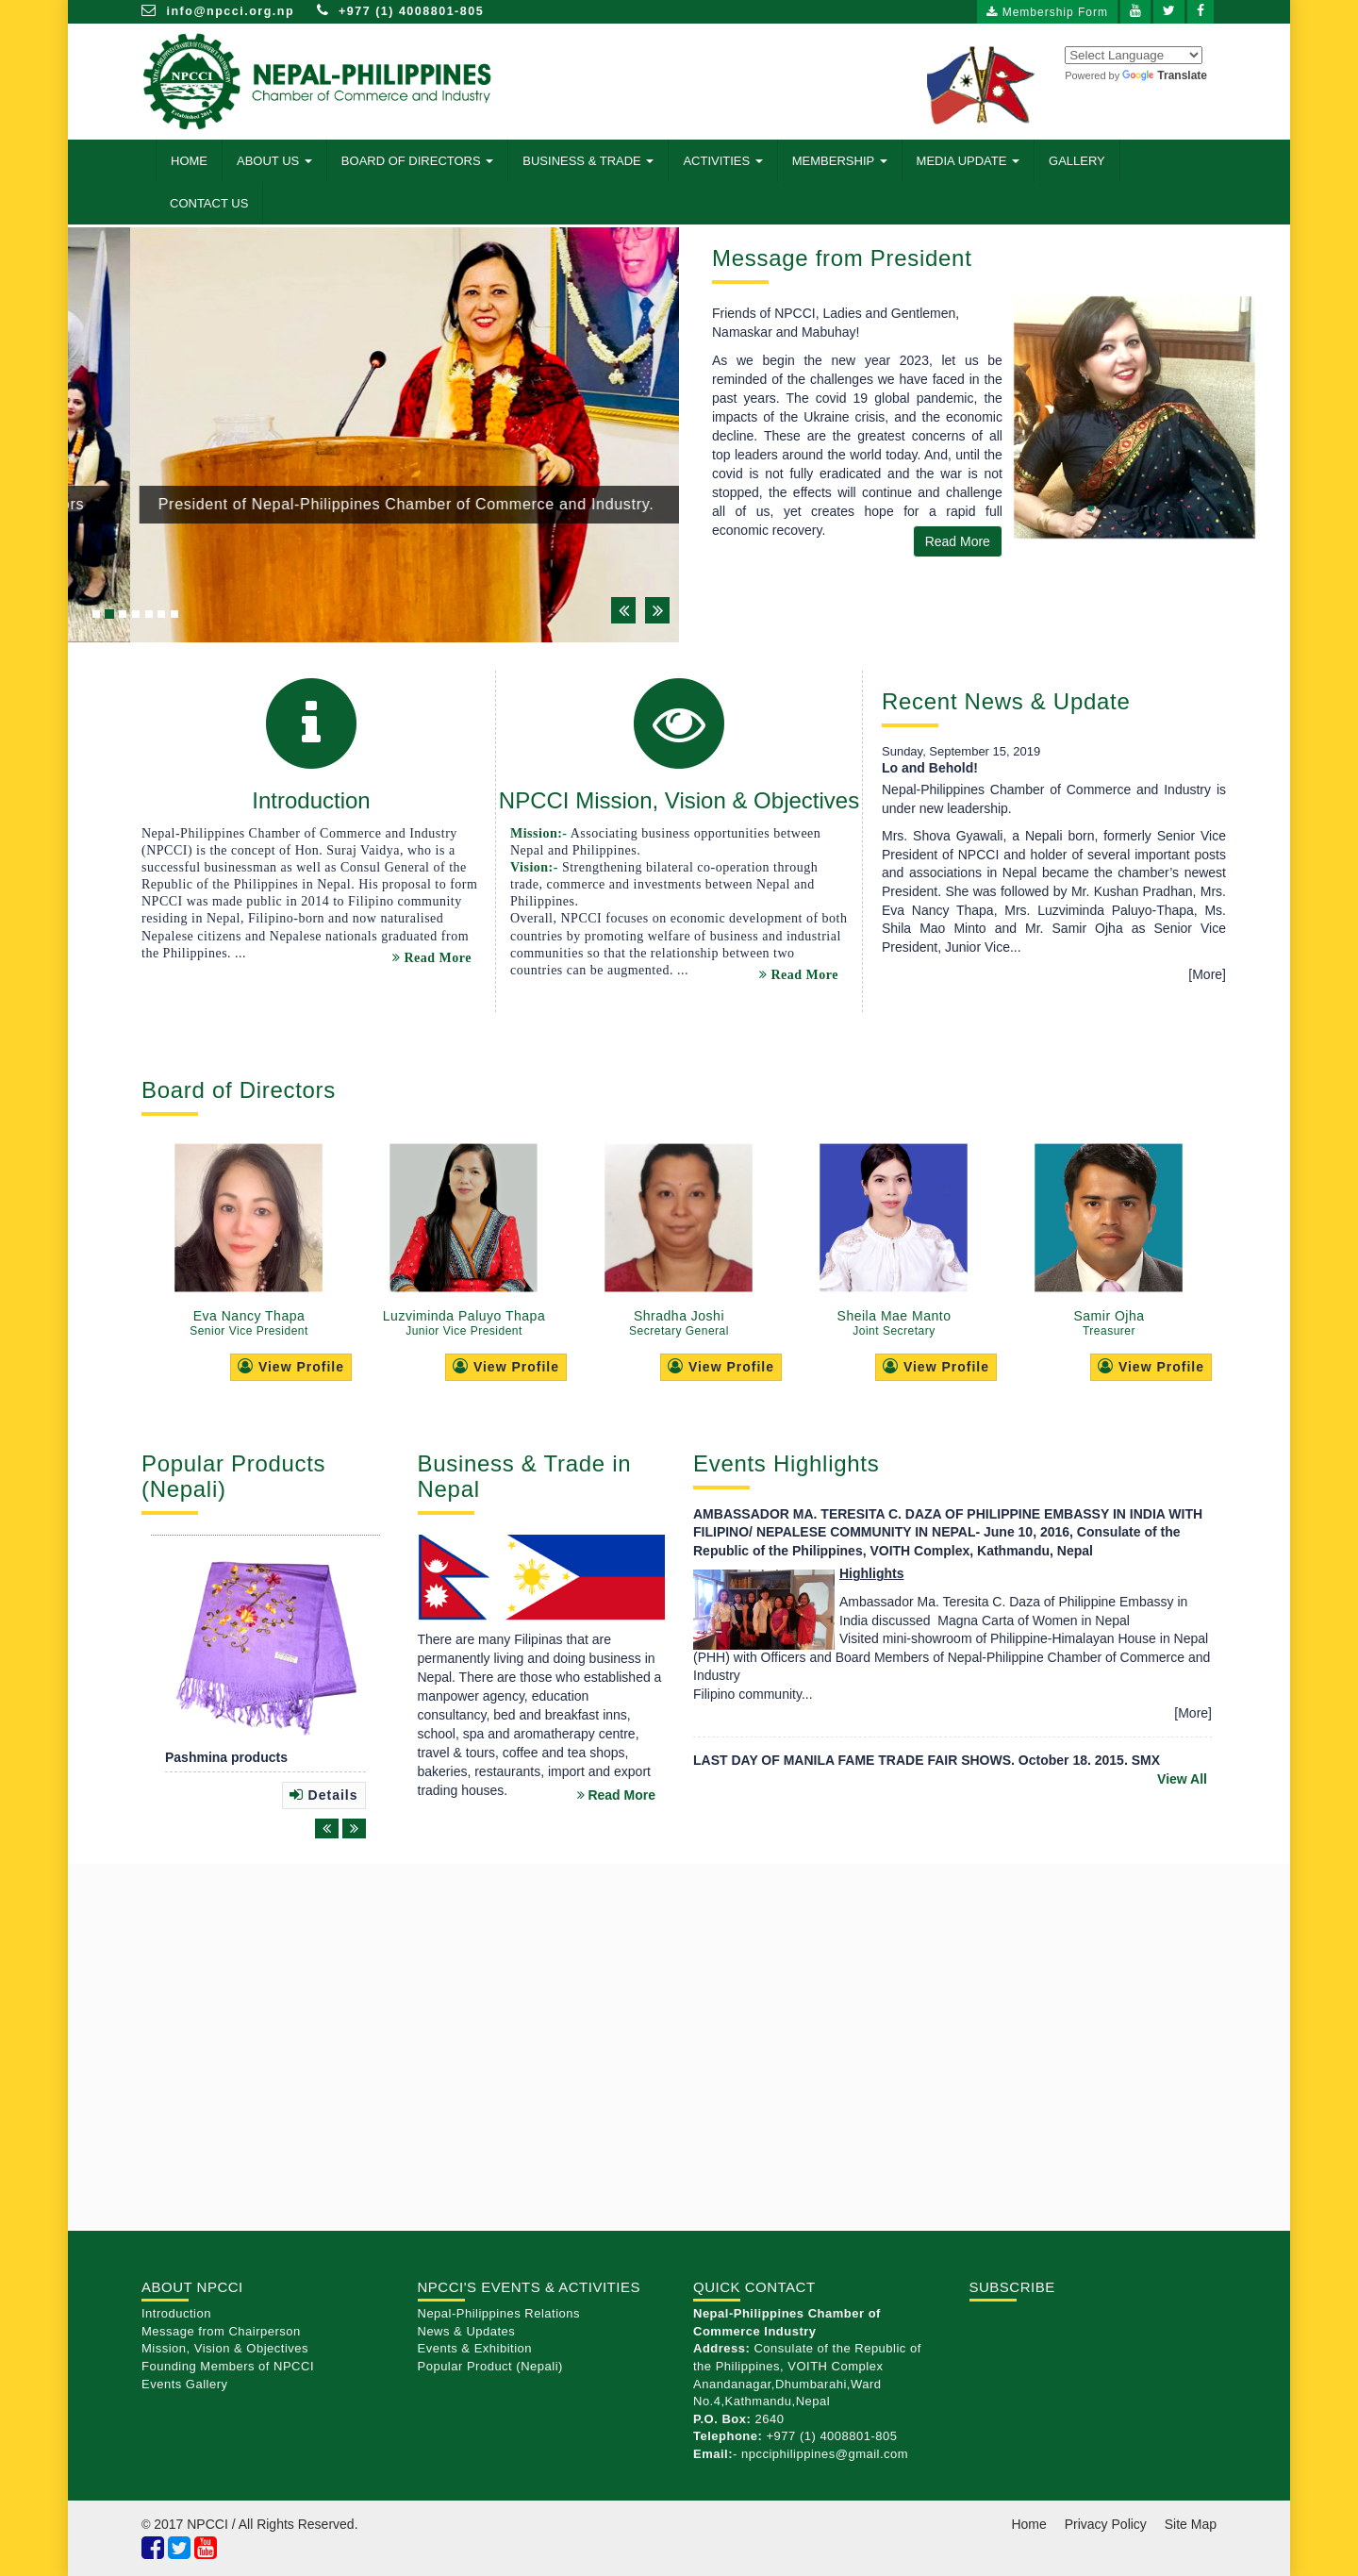 info@npcci.org.np +977 (1) 4008801-805 Membership Form
NPCCI
Established 2014
NEPAL-PHILIPPINES
Chamber of Commerce and Industry
Select Language
Powered by Google Translate
HOME ABOUT US BOARD OF DIRECTORS BUSINESS & TRADE ACTIVITIES MEMBERSHIP MEDIA UPDATE GALLERY
CONTACT US
ors
President of Nepal-Philippines Chamber of Commerce and Industry.
Message from President
Friends of NPCCI, Ladies and Gentlemen,
Namaskar and Mabuhay!
As we begin the new year 2023, let us be
reminded of the challenges we have faced in the
past years. The covid 19 global pandemic, the
impacts of the Ukraine crisis, and the economic
decline. These are the greatest concerns of all
top leaders around the world today. And, until the
covid is not fully eradicated and the war is not
stopped, the effects will continue and challenge
all of us, yet creates hope for a rapid full
economic recovery.
Read More
Introduction
Nepal-Philippines Chamber of Commerce and Industry
(NPCCI) is the concept of Hon. Suraj Vaidya, who is a
successful businessman as well as Consul General of the
Republic of the Philippines in Nepal. His proposal to form
NPCCI was made public in 2014 to Filipino community
residing in Nepal, Filipino-born and now naturalised
Nepalese citizens and Nepalese nationals graduated from
the Philippines. ...
» Read More
NPCCI Mission, Vision & Objectives
Mission:- Associating business opportunities between
Nepal and Philippines.
Vision:- Strengthening bilateral co-operation through
trade, commerce and investments between Nepal and
Philippines.
Overall, NPCCI focuses on economic development of both
countries by promoting welfare of business and industrial
communities so that the relationship between two
countries can be augmented. ...
» Read More
Recent News & Update
Sunday, September 15, 2019
Lo and Behold!
Nepal-Philippines Chamber of Commerce and Industry is
under new leadership.
Mrs. Shova Gyawali, a Nepali born, formerly Senior Vice
President of NPCCI and holder of several important posts
and associations in Nepal became the chamber's newest
President. She was followed by Mr. Kushan Pradhan, Mrs.
Eva Nancy Thapa, Mrs. Luzviminda Paluyo-Thapa, Ms.
Shila Mao Minto and Mr. Samir Ojha as Senior Vice
President, Junior Vice...
[More]
Board of Directors
Eva Nancy Thapa
Senior Vice President
View Profile
Luzviminda Paluyo Thapa
Junior Vice President
View Profile
Shradha Joshi
Secretary General
View Profile
Sheila Mae Manto
Joint Secretary
View Profile
Samir Ojha
Treasurer
View Profile
Popular Products
(Nepali)
Pashmina products
Details
Business & Trade in
Nepal
There are many Filipinas that are
permanently living and doing business in
Nepal. There are those who established a
manpower agency, education
consultancy, bed and breakfast inns,
school, spa and aromatherapy centre,
travel & tours, coffee and tea shops,
bakeries, restaurants, import and export
trading houses.
» Read More
Events Highlights
AMBASSADOR MA. TERESITA C. DAZA OF PHILIPPINE EMBASSY IN INDIA WITH
FILIPINO/ NEPALESE COMMUNITY IN NEPAL- June 10, 2016, Consulate of the
Republic of the Philippines, VOITH Complex, Kathmandu, Nepal
Highlights
Ambassador Ma. Teresita C. Daza of Philippine Embassy in
India discussed Magna Carta of Women in Nepal
Visited mini-showroom of Philippine-Himalayan House in Nepal
(PHH) with Officers and Board Members of Nepal-Philippine Chamber of Commerce and
Industry
Filipino community...
[More]
LAST DAY OF MANILA FAME TRADE FAIR SHOWS. October 18. 2015. SMX
View All
ABOUT NPCCI
Introduction
Message from Chairperson
Mission, Vision & Objectives
Founding Members of NPCCI
Events Gallery
NPCCI'S EVENTS & ACTIVITIES
Nepal-Philippines Relations
News & Updates
Events & Exhibition
Popular Product (Nepali)
QUICK CONTACT
Nepal-Philippines Chamber of
Commerce Industry
Address: Consulate of the Republic of
the Philippines, VOITH Complex
Anandanagar,Dhumbarahi,Ward
No.4,Kathmandu,Nepal
P.O. Box: 2640
Telephone: +977 (1) 4008801-805
Email:- npcciphilippines@gmail.com
SUBSCRIBE
© 2017 NPCCI / All Rights Reserved.
Home Privacy Policy Site Map